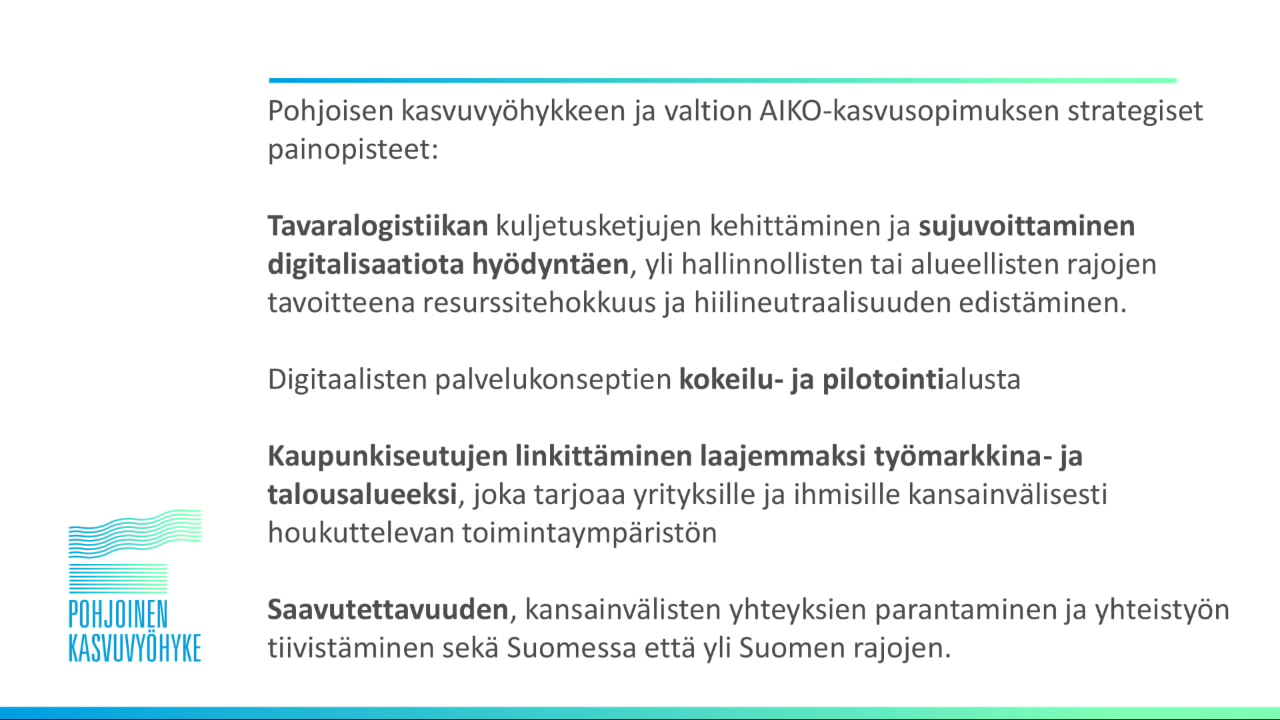 Pohjoisen kasvuvyöhykkeen ja valtion AIKO-kasvusopimuksen strategiset
painopisteet:
Tavaralogistiikan kuljetusketjujen kehittäminen ja sujuvoittaminen
digitalisaatiota hyödyntäen, yli hallinnollisten tai alueellisten rajojen
tavoitteena resurssitehokkuus ja hiilineutraalisuuden edistäminen.
Digitaalisten palvelukonseptien kokeilu- ja pilotointialusta
Kaupunkiseutujen linkittäminen laajemmaksi työmarkkina- ja
talousalueeksi, joka tarjoaa yrityksille ja ihmisille kansainvälisesti
houkuttelevan toimintaympäristön
Saavutettavuuden, kansainvälisten yhteyksien parantaminen ja yhteistyön
tiivistäminen sekä Suomessa että yli Suomen rajojen.
POHJOINEN
KASVUVYÖHYKE